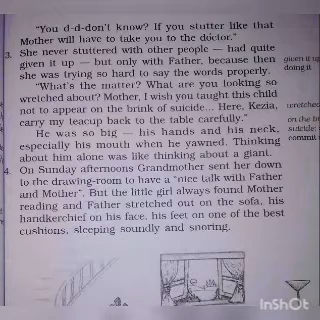 "You d-d-don't know? If you stutter like that
Mother will have to take you to the doctor."
3. She never stuttered with other people — had quite
given it up — but only with Father, because then
she was trying so hard to say the words properly.
"What's the matter? What are you looking so
wretched about? Mother, I wish you taught this child
not to appear on the brink of suicide... Here, Kezia,
carry my teacup back to the table carefully."
He was so big — his hands and his neck,
especially his mouth when he yawned. Thinking
about him alone was like thinking about a giant.
4. On Sunday afternoons Grandmother sent her down
to the drawing-room to have a "nice talk with Father
and Mother". But the little girl always found Mother
reading and Father stretched out on the sofa, his
handkerchief on his face, his feet on one of the best
cushions, sleeping soundly and snoring.
given it up
doing it
wretched
on the
suicide:
commit
InShOt